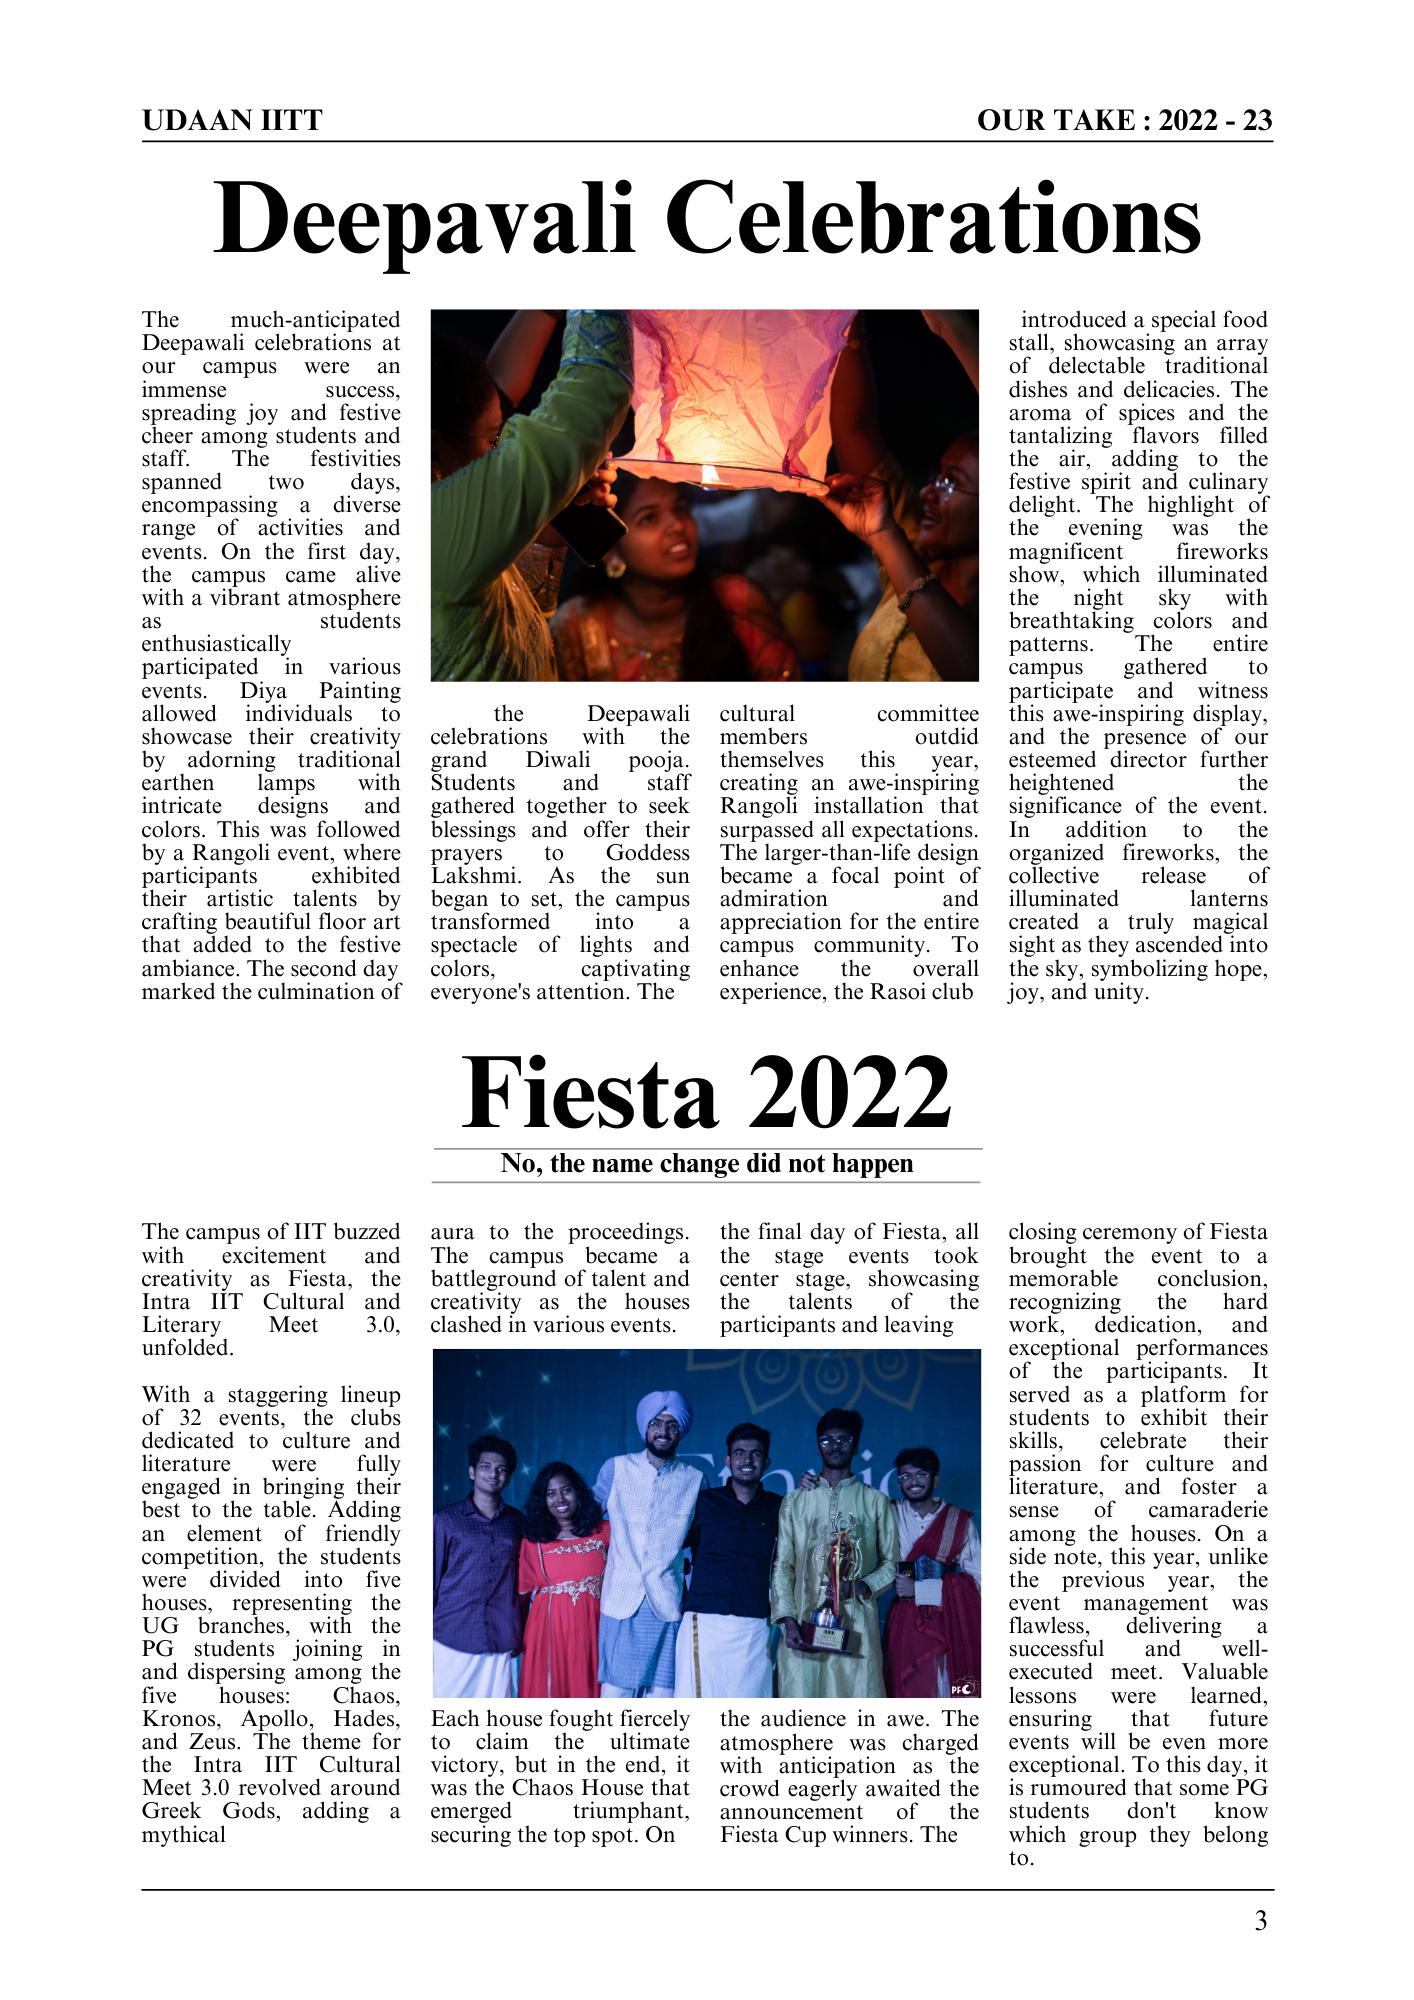 UDAAN IITT
OUR TAKE : 2022 - 23
Deepavali Celebrations
The much-anticipated
Deepawali celebrations at
our campus were an
immense success,
spreading joy and festive
cheer among students and
staff. The festivities
spanned two days,
encompassing a diverse
range of activities and
events. On the first day,
the campus came alive
with a vibrant atmosphere
as students
enthusiastically
participated in various
events. Diya Painting
allowed individuals to
showcase their creativity
by adorning traditional
earthen lamps with
intricate designs and
colors. This was followed
by a Rangoli event, where
participants exhibited
their artistic talents by
crafting beautiful floor art
that added to the festive
ambiance. The second day
marked the culmination of
the Deepawali
celebrations with the
grand Diwali pooja.
Students and staff
gathered together to seek
blessings and offer their
prayers to Goddess
Lakshmi. As the sun
began to set, the campus
transformed into a
spectacle of lights and
colors, captivating
everyone's attention. The
cultural committee
members outdid
themselves this year,
creating an awe-inspiring
Rangoli installation that
surpassed all expectations.
The larger-than-life design
became a focal point of
admiration and
appreciation for the entire
campus community. To
enhance the overall
experience, the Rasoi club
introduced a special food
stall, showcasing an array
of delectable traditional
dishes and delicacies. The
aroma of spices and the
tantalizing flavors filled
the air, adding to the
festive spirit and culinary
delight. The highlight of
the evening was the
magnificent fireworks
show, which illuminated
the night sky with
breathtaking colors and
patterns. The entire
campus gathered to
participate and witness
this awe-inspiring display,
and the presence of our
esteemed director further
heightened the
significance of the event.
In addition to the
organized fireworks, the
collective release of
illuminated lanterns
created a truly magical
sight as they ascended into
the sky, symbolizing hope,
joy, and unity.
Fiesta 2022
No, the name change did not happen
The campus of IIT buzzed
with excitement and
creativity as Fiesta, the
Intra IIT Cultural and
Literary Meet 3.0,
unfolded.
With a staggering lineup
of 32 events, the clubs
dedicated to culture and
literature were fully
engaged in bringing their
best to the table. Adding
an element of friendly
competition, the students
were divided into five
houses, representing the
UG branches, with the
PG students joining in
and dispersing among the
five houses: Chaos,
Kronos, Apollo, Hades,
and Zeus. The theme for
the Intra IIT Cultural
Meet 3.0 revolved around
Greek Gods, adding a
mythical
aura to the proceedings.
The campus became a
battleground of talent and
creativity as the houses
clashed in various events.
Each house fought fiercely
to claim the ultimate
victory, but in the end, it
was the Chaos House that
emerged triumphant,
securing the top spot. On
the final day of Fiesta, all
the stage events took
center stage, showcasing
the talents of the
participants and leaving
PFC
the audience in awe. The
atmosphere was charged
with anticipation as the
crowd eagerly awaited the
announcement of the
Fiesta Cup winners. The
closing ceremony of Fiesta
brought the event to a
memorable conclusion,
recognizing the hard
work, dedication, and
exceptional performances
of the participants. It
served as a platform for
students to exhibit their
skills, celebrate their
passion for culture and
literature, and foster a
sense of camaraderie
among the houses. On a
side note, this year, unlike
the previous year, the
event management was
flawless, delivering a
successful and well-
executed meet. Valuable
lessons were learned,
ensuring that future
events will be even more
exceptional. To this day, it
is rumoured that some PG
students don't know
which group they belong
to.
3